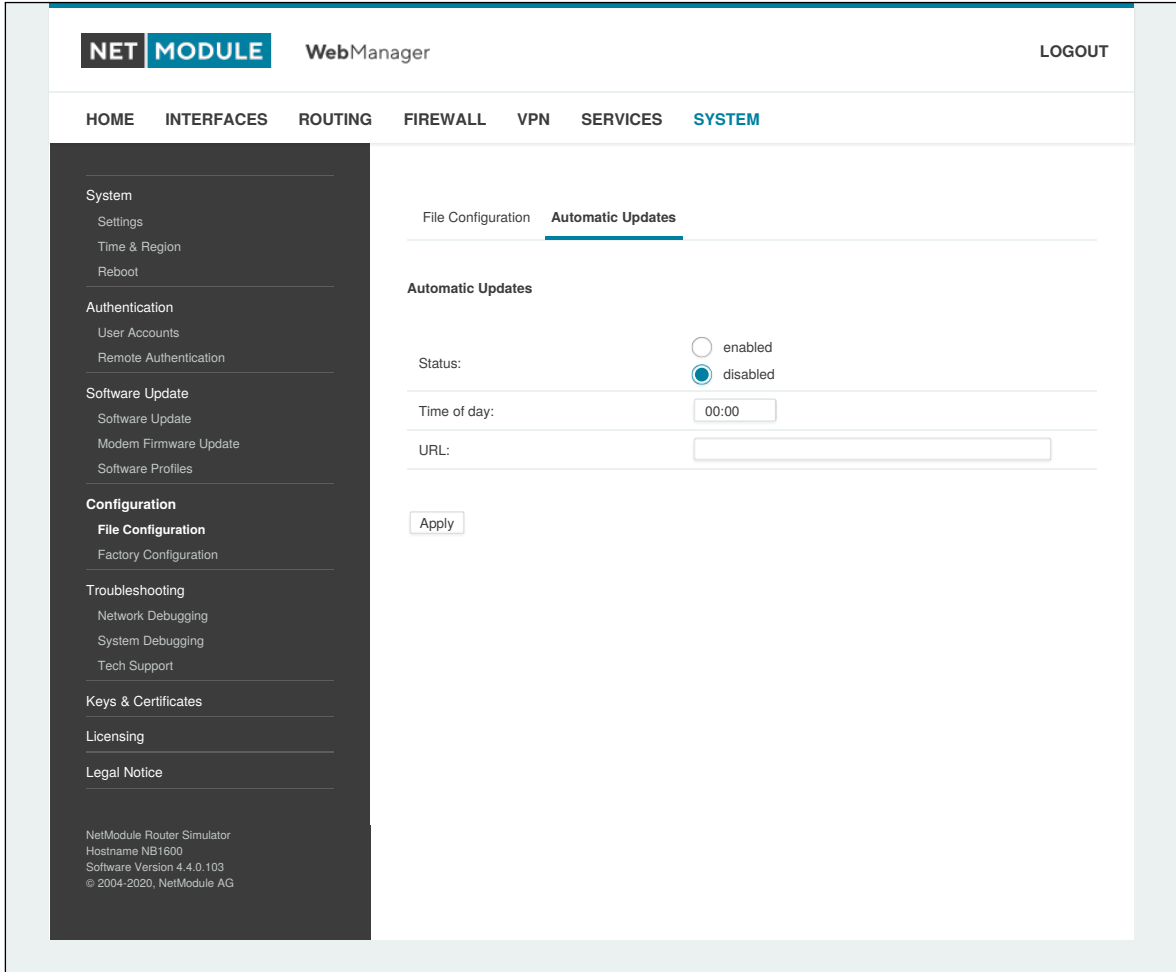 NET MODULE WebManager LOGOUT
HOME INTERFACES ROUTING FIREWALL VPN SERVICES SYSTEM
System
Settings
Time & Region
Reboot
Authentication
User Accounts
Remote Authentication
Software Update
Software Update
Modem Firmware Update
Software Profiles
Configuration
File Configuration
Factory Configuration
Troubleshooting
Network Debugging
System Debugging
Tech Support
Keys & Certificates
Licensing
Legal Notice
NetModule Router Simulator
Hostname NB1600
Software Version 4.4.0.103
© 2004-2020, NetModule AG
File Configuration Automatic Updates
Automatic Updates
Status:
enabled
disabled
Time of day: 00:00
URL:
Apply